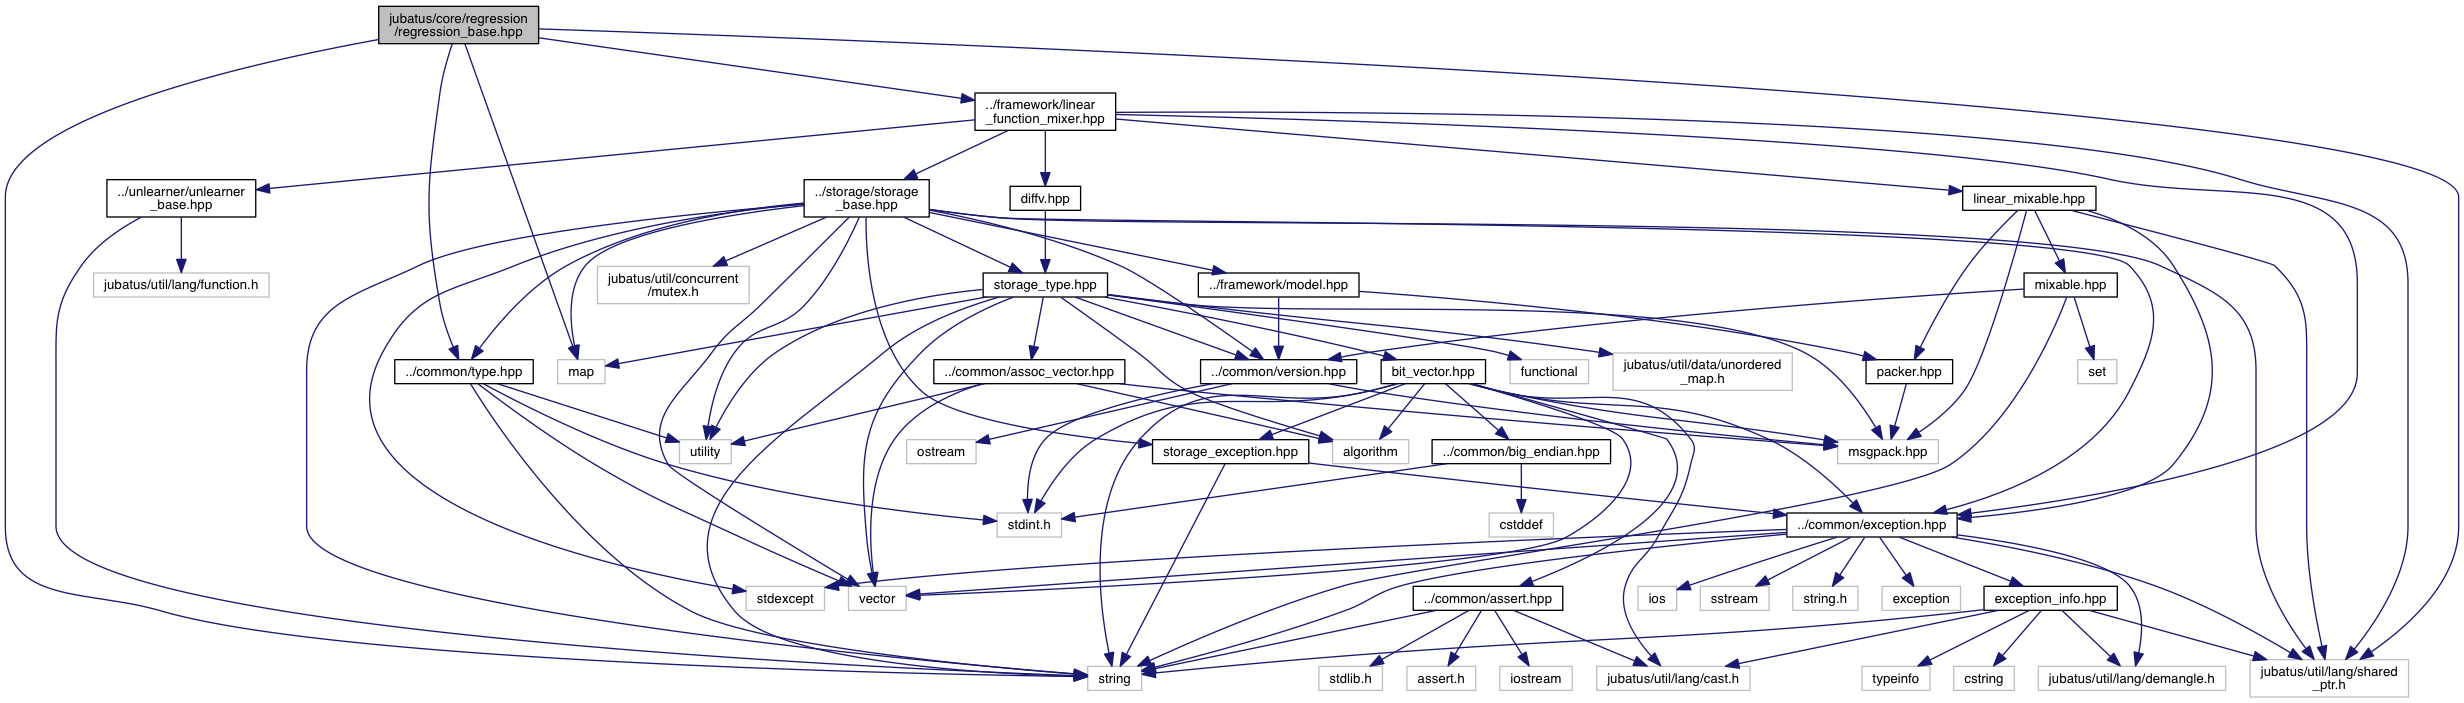 jubatus/core/regression
/regression_base.hpp
../framework/linear
_function_mixer.hpp
../unlearner/unlearner
_base.hpp
../storage/storage
_base.hpp
diffv.hpp
linear_mixable.hpp
jubatus/util/lang/function.h
jubatus/util/concurrent
/mutex.h
storage_type.hpp
../framework/model.hpp
mixable.hpp
../common/type.hpp
map
../common/assoc_vector.hpp
../common/version.hpp
bit_vector.hpp
functional
jubatus/util/data/unordered
_map.h
packer.hpp
set
utility
ostream
storage_exception.hpp
algorithm
../common/big_endian.hpp
msgpack.hpp
stdint.h
cstddef
../common/exception.hpp
stdexcept
vector
../common/assert.hpp
ios
sstream
string.h
exception
exception_info.hpp
string
stdlib.h
assert.h
iostream
jubatus/util/lang/cast.h
typeinfo
cstring
jubatus/util/lang/demangle.h
jubatus/util/lang/shared
_ptr.h